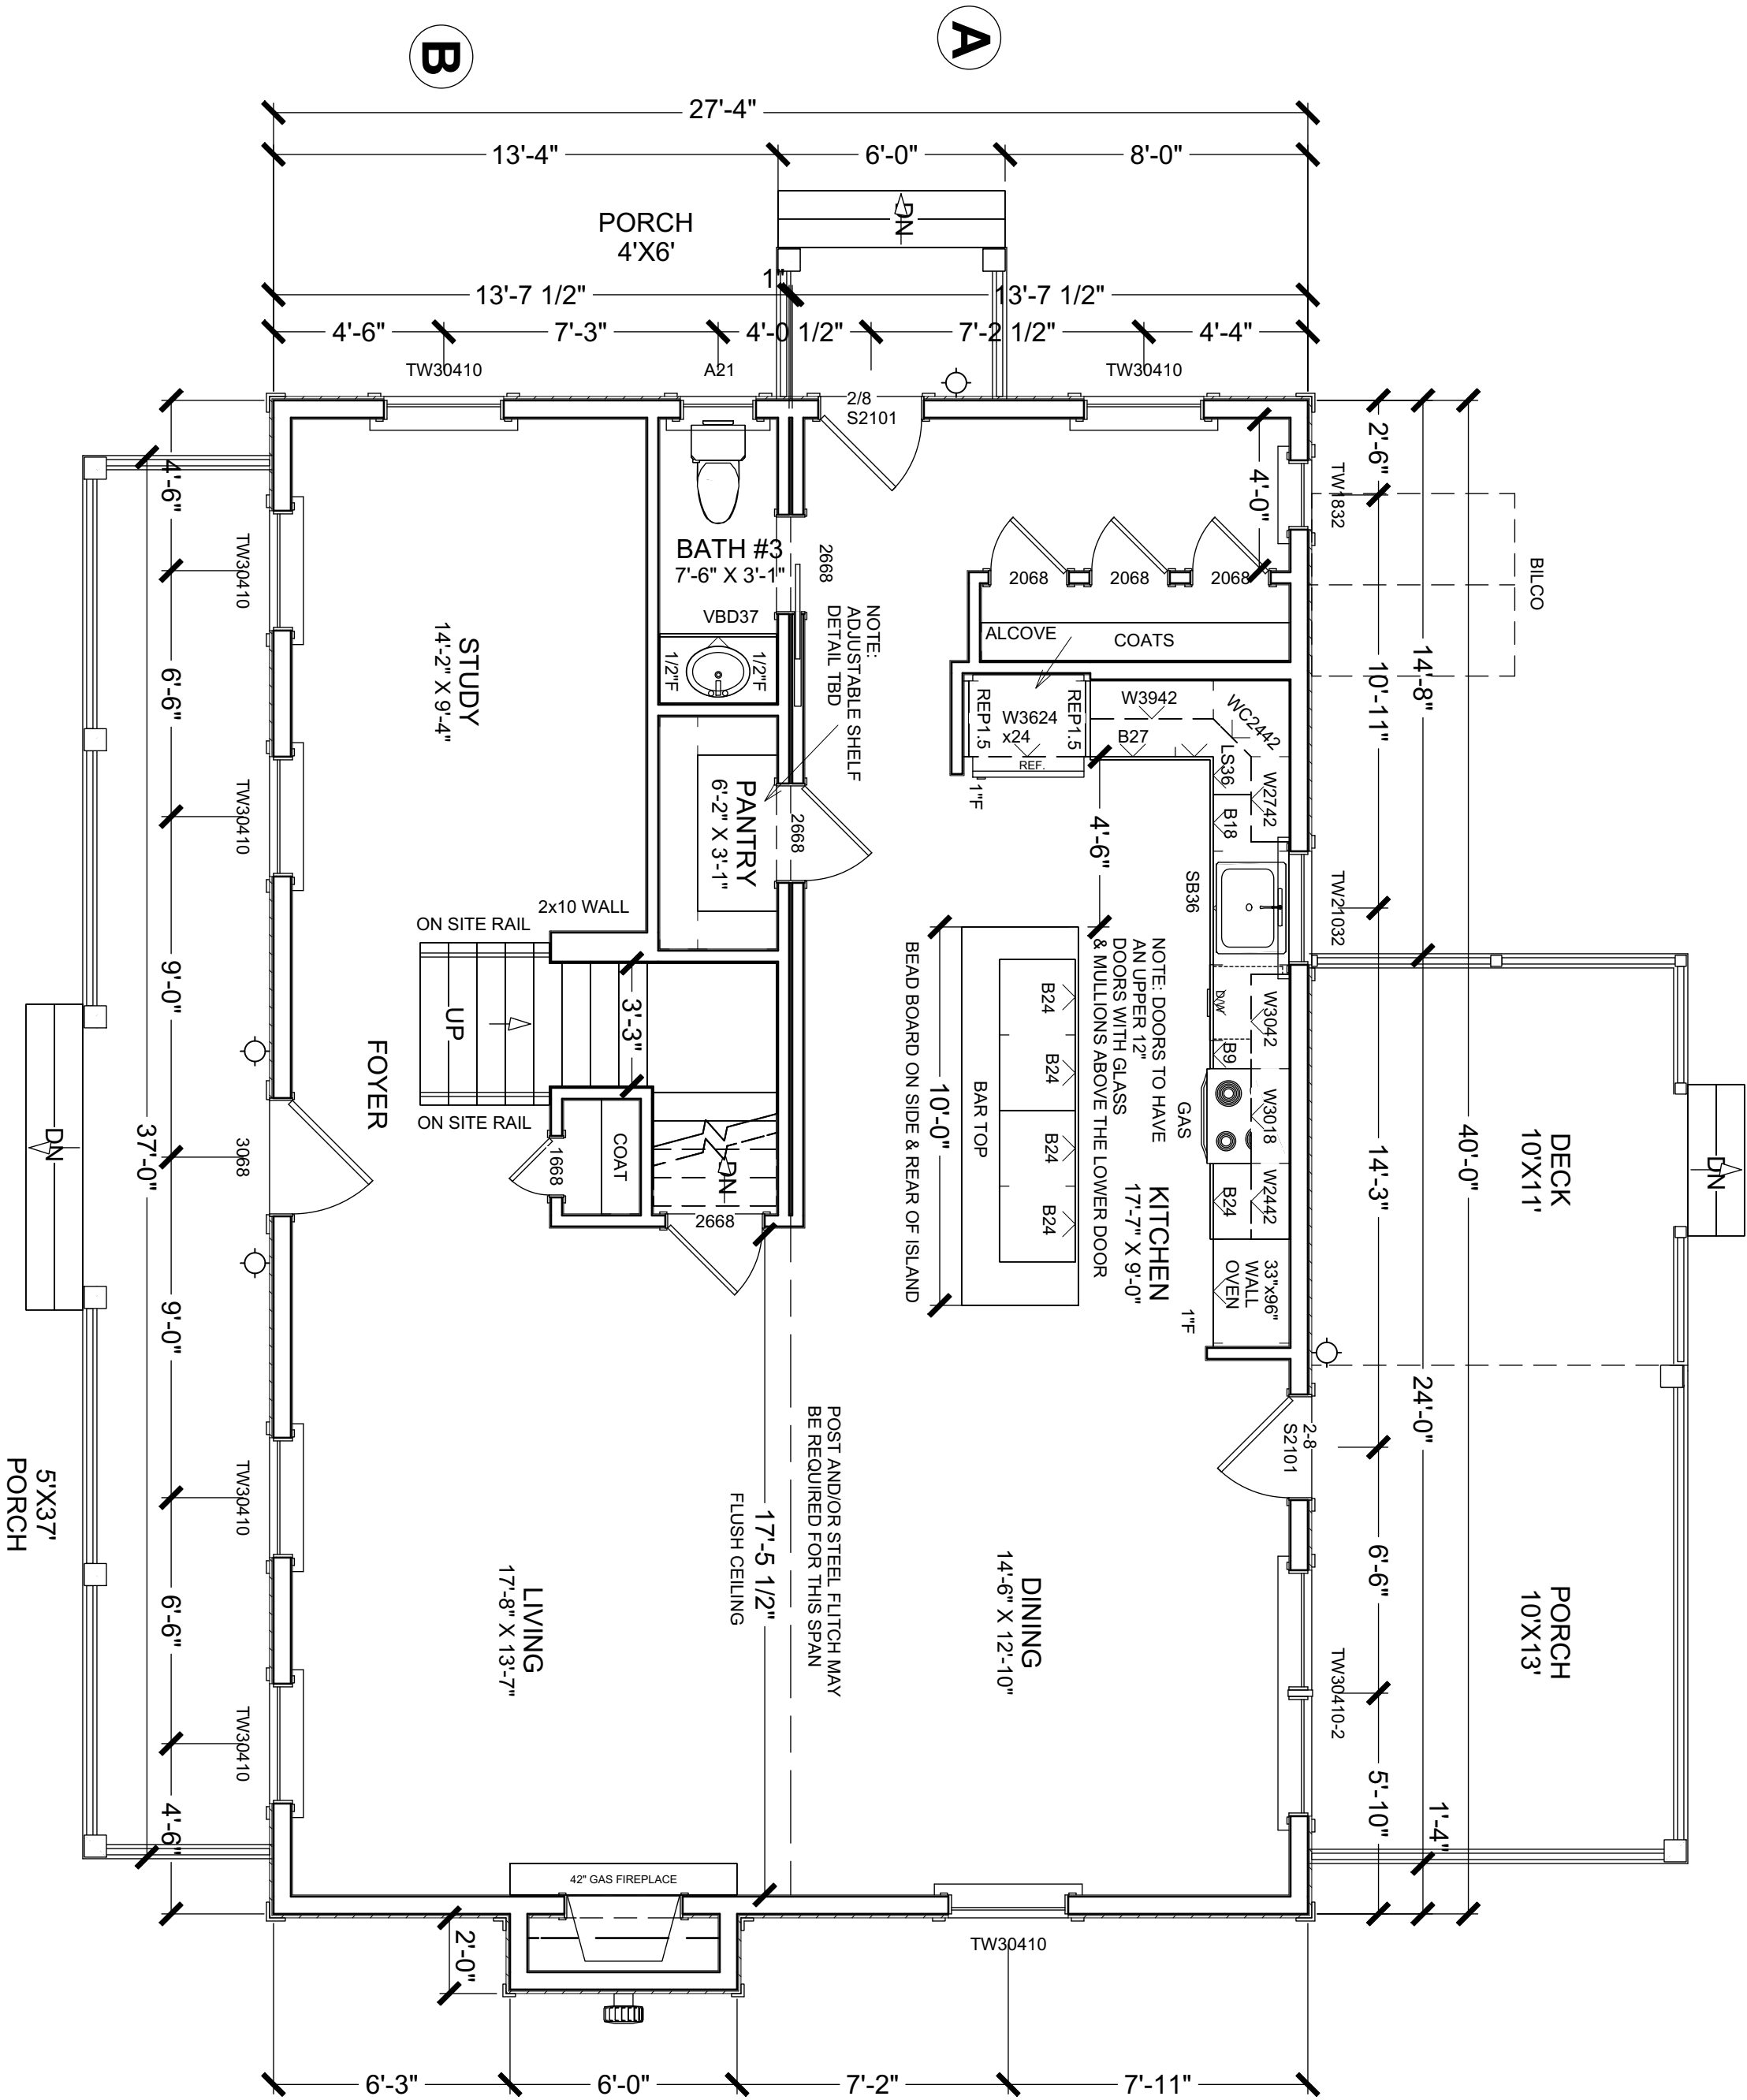 A
B
27'-4"
13'-4"
6'-0"
8'-0"
PORCH
4'X6'
DN
13'-7 1/2"
1"
13'-7 1/2"
4'-6"
7'-3"
4'-0 1/2"
7'-2 1/2"
4'-4"
TW30410
A21
TW30410
2/8
S2101
4'-6"
6'-6"
9'-0"
9'-0"
6'-6"
4'-6"
37'-0"
TW30410
TW30410
3068
TW30410
TW30410
DN
5'X37'
PORCH
2'-6"
10'-11"
14'-3"
6'-6"
5'-10"
14'-8"
24'-0"
1'-4"
40'-0"
TW1832
TW21032
2-8
S2101
TW30410-2
BILCO
DECK
10'X11'
DN
PORCH
10'X13'
4'-0"
2068
2068
2068
ALCOVE
COATS
BATH #3
7'-6" X 3'-1"
VBD37
1/2"F
1/2"F
2668
NOTE:
ADJUSTABLE SHELF
DETAIL TBD
STUDY
14'-2" X 9'-4"
PANTRY
6'-2" X 3'-1"
2668
2x10 WALL
REP1.5
W3624
x24
REP1.5
REF.
1"F
W3942
B27
WC2442
LS36
W2742
B18
SB36
4'-6"
D/W
W3042
B9
W3018
GAS
W2442
B24
33"x96"
WALL
OVEN
1"F
NOTE: DOORS TO HAVE
AN UPPER 12"
DOORS WITH GLASS
& MULLIONS ABOVE THE LOWER DOOR
KITCHEN
17'-7" X 9'-0"
B24
B24
B24
B24
BAR TOP
10'-0"
BEAD BOARD ON SIDE & REAR OF ISLAND
ON SITE RAIL
UP
3'-3"
ON SITE RAIL
FOYER
COAT
1668
DN
2668
17'-5 1/2"
POST AND/OR STEEL FLITCH MAY
BE REQUIRED FOR THIS SPAN
FLUSH CEILING
DINING
14'-6" X 12'-10"
LIVING
17'-8" X 13'-7"
42" GAS FIREPLACE
2'-0"
TW30410
6'-3"
6'-0"
7'-2"
7'-11"